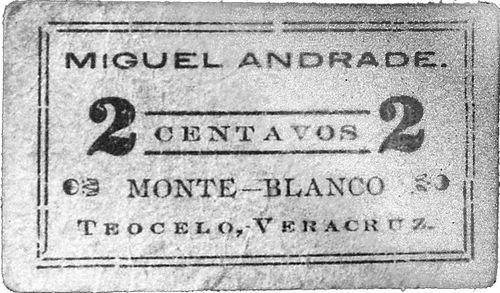 MIGUEL ANDRADE.
2 CENTAVOS 2
MONTE-BLANCO
TEOCELO, VERACRUZ.